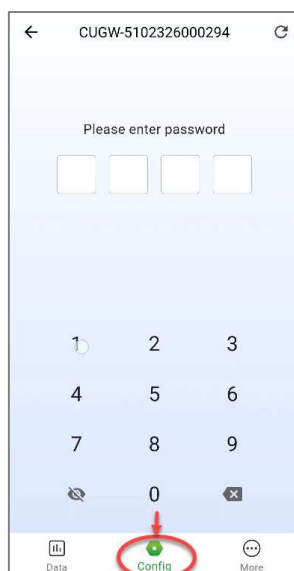 CUGW-5102326000294
Please enter password
1 2 3
4 5 6
7 8 9
0
Data Config More